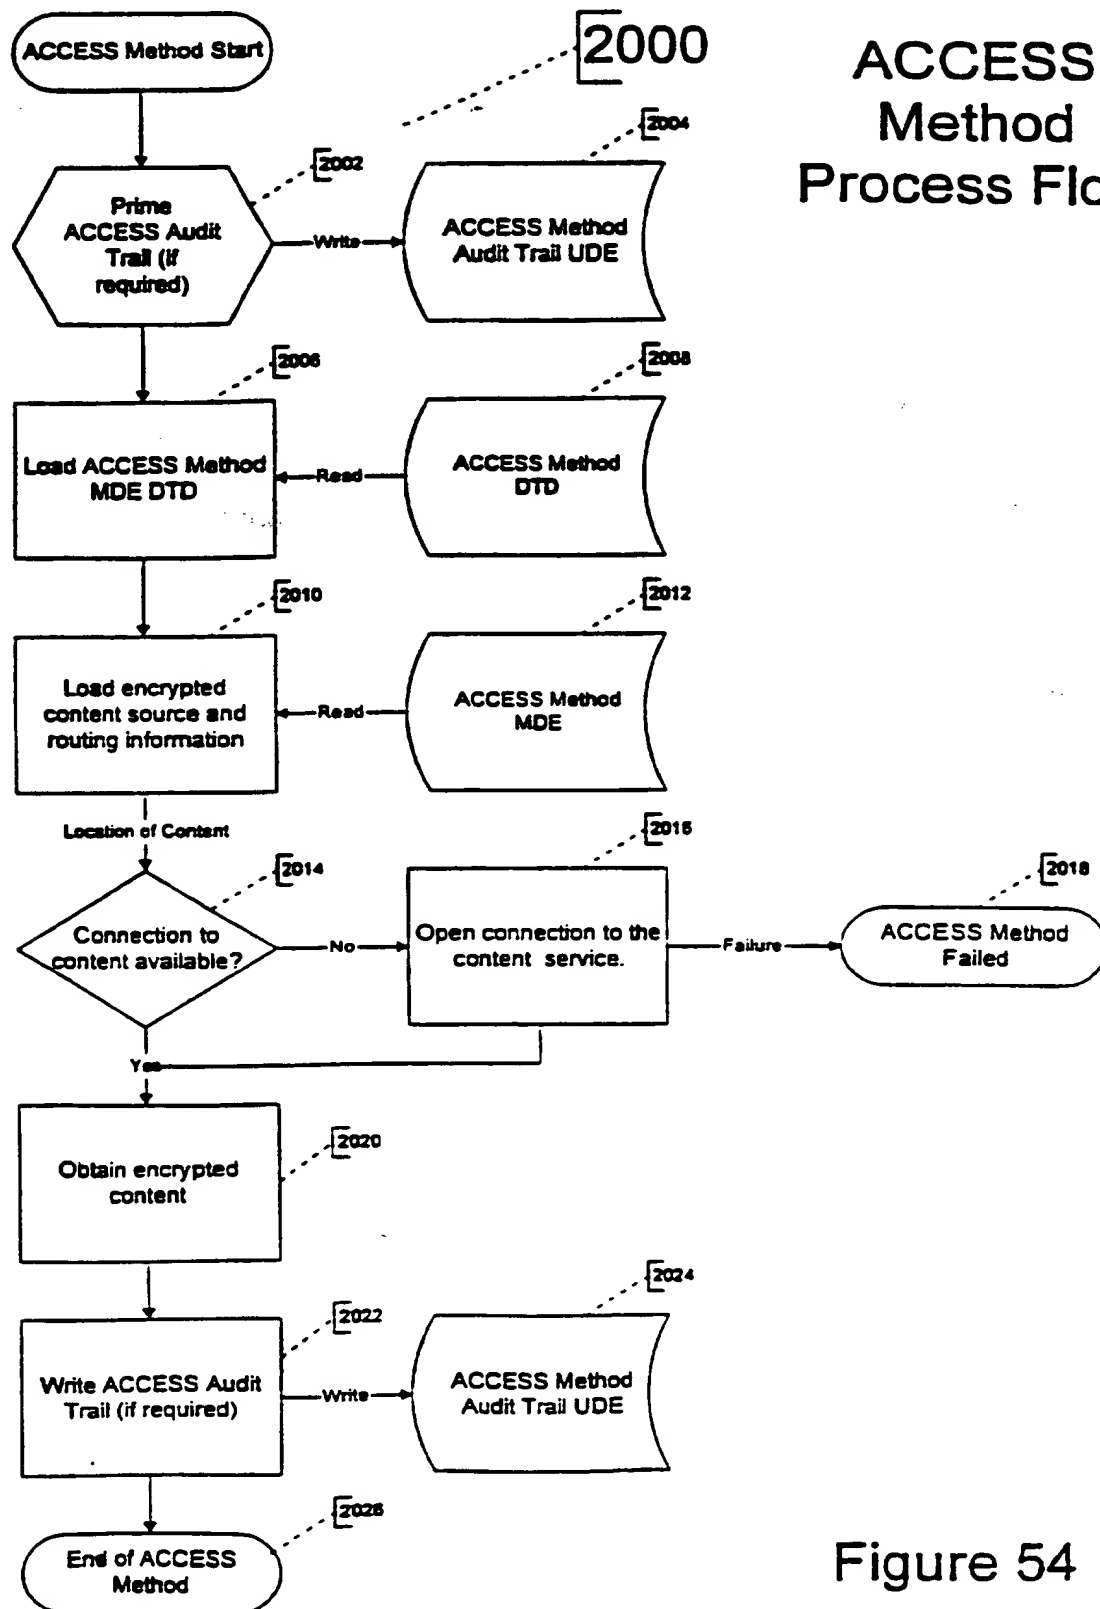 ACCESS Method Start
2000
ACCESS
Method
Process Flo
2002
2004
Prime
ACCESS Audit
Trail (if
required)
Write
ACCESS Method
Audit Trail UDE
2006
2008
Load ACCESS Method
MDE DTD
Read
ACCESS Method
DTD
2010
2012
Load encrypted
content source and
routing information
Read
ACCESS Method
MDE
Location of Content
2014
2016
2018
Connection to
content available?
No
Open connection to the
content service.
Failure
ACCESS Method
Failed
Yes
2020
Obtain encrypted
content
2022
2024
Write ACCESS Audit
Trail (if required)
Write
ACCESS Method
Audit Trail UDE
2026
End of ACCESS
Method
Figure 54